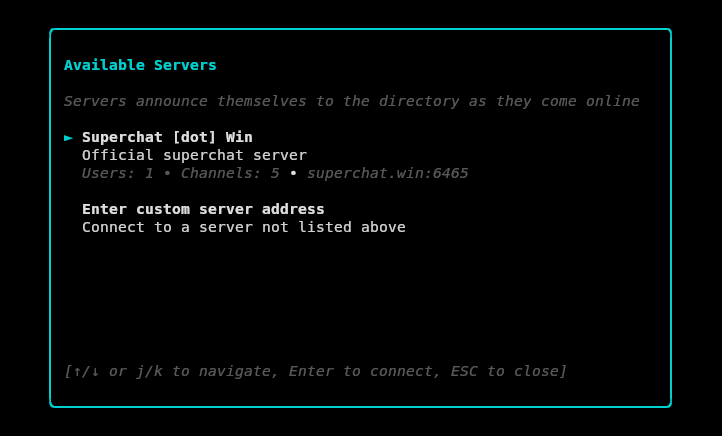 Available Servers
Servers announce themselves to the directory as they come online
► Superchat [dot] Win
Official superchat server
Users: 1 • Channels: 5 • superchat.win:6465
Enter custom server address
Connect to a server not listed above
[↑/↓ or j/k to navigate, Enter to connect, ESC to close]